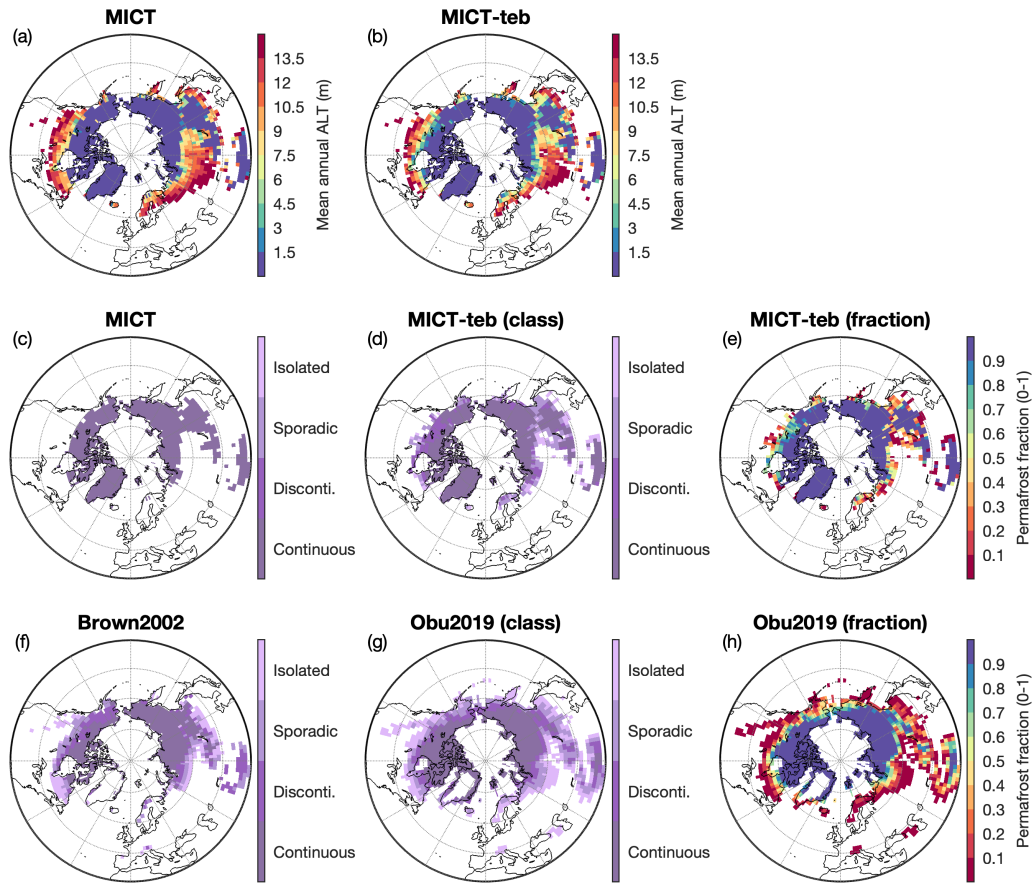 MICT
MICT-teb
(a)
(b)
13.5
12
10.5
9
7.5
6
4.5
3
1.5
Mean annual ALT (m)
13.5
12
10.5
9
7.5
6
4.5
3
1.5
Mean annual ALT (m)
MICT
MICT-teb (class)
MICT-teb (fraction)
(c)
(d)
(e)
Isolated
Sporadic
Disconti.
Continuous
Isolated
Sporadic
Disconti.
Continuous
0.9
0.8
0.7
0.6
0.5
0.4
0.3
0.2
0.1
Permafrost fraction (0-1)
Brown2002
Obu2019 (class)
Obu2019 (fraction)
(f)
(g)
(h)
Isolated
Sporadic
Disconti.
Continuous
Isolated
Sporadic
Disconti.
Continuous
0.9
0.8
0.7
0.6
0.5
0.4
0.3
0.2
0.1
Permafrost fraction (0-1)